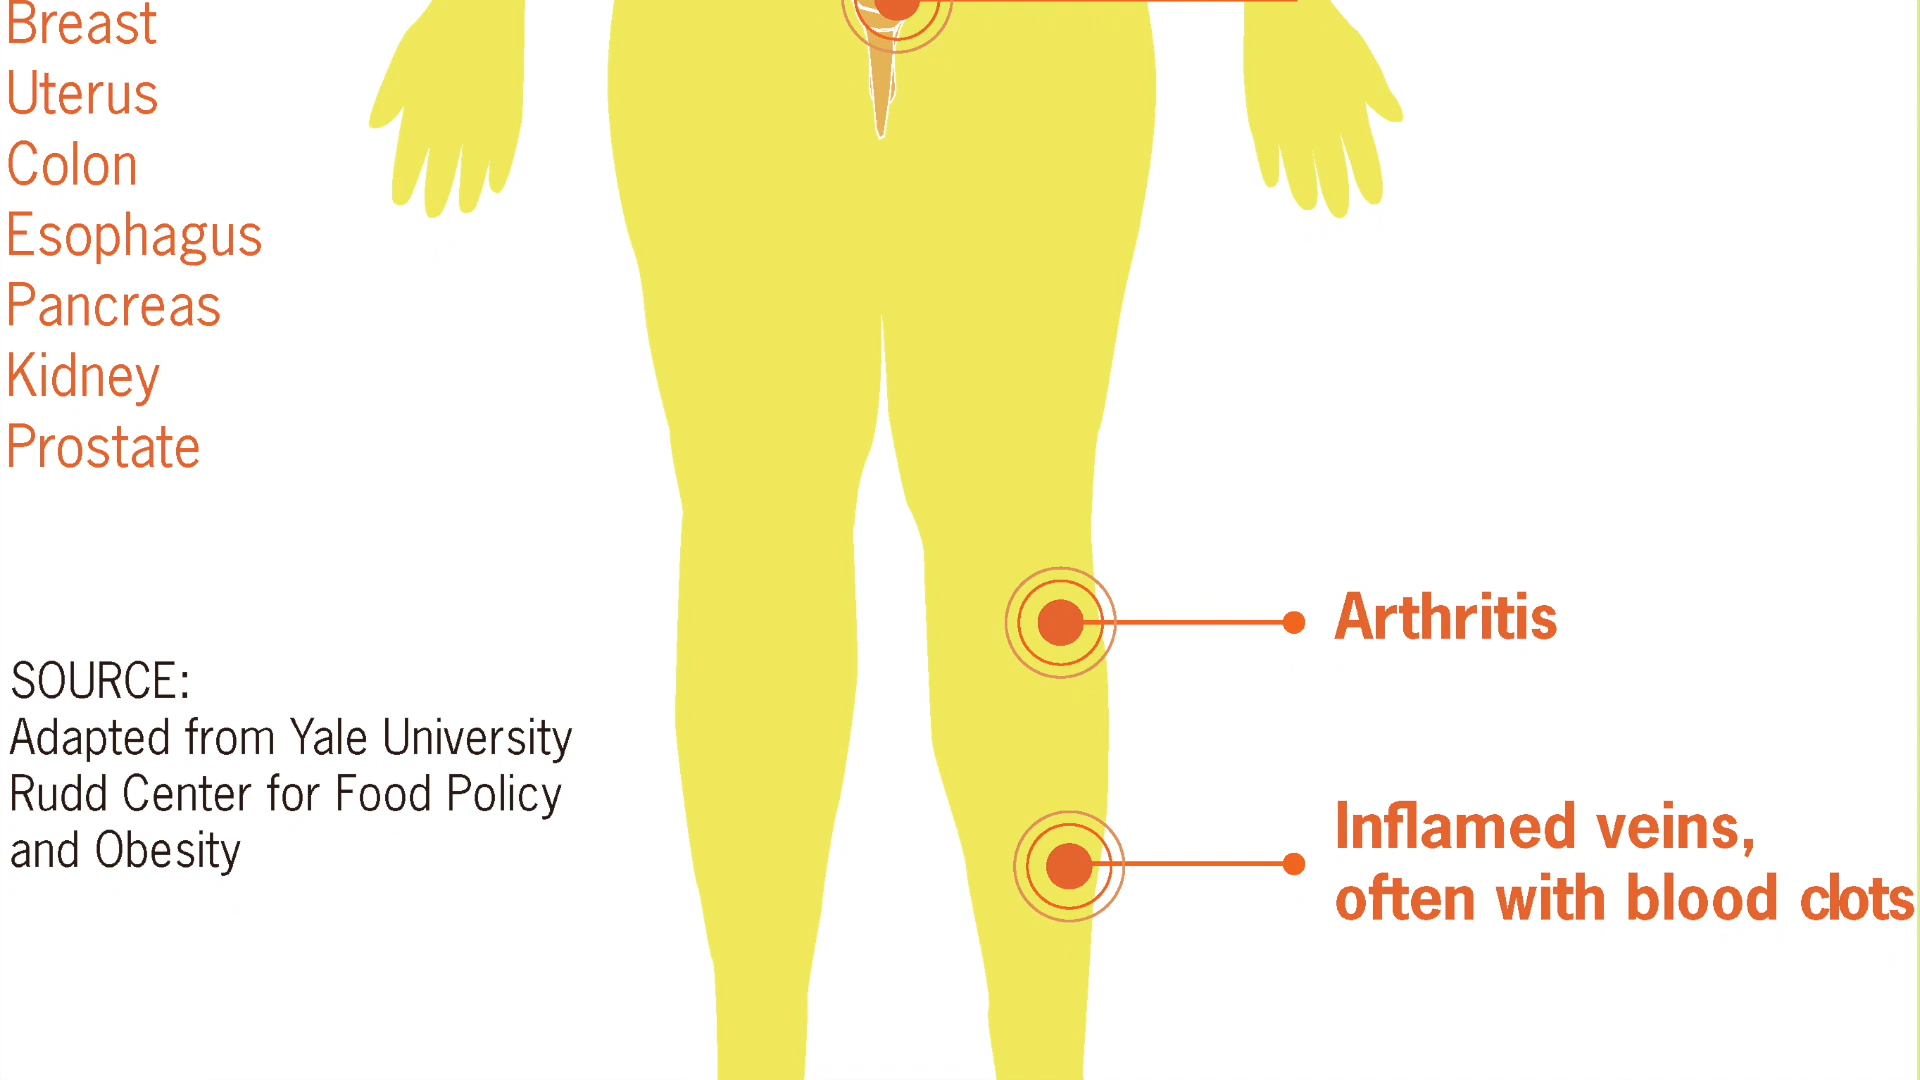 Breast
Uterus
Colon
Esophagus
Pancreas
Kidney
Prostate
SOURCE:
Adapted from Yale University
Rudd Center for Food Policy
and Obesity
Arthritis
Inflamed veins,
often with blood clots